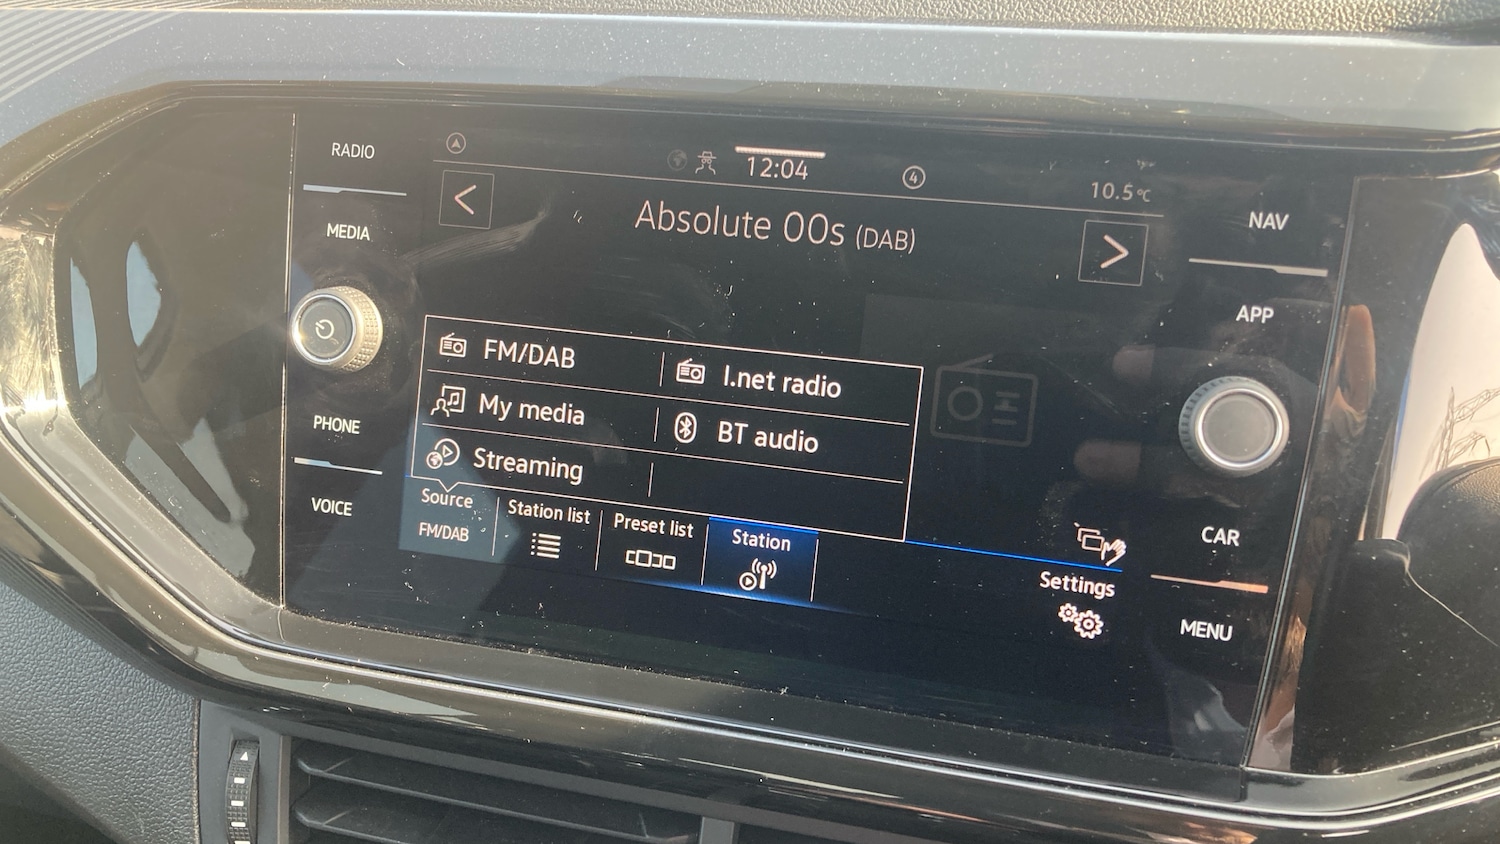 RADIO
MEDIA
PHONE
VOICE
12:04
4
10.5°C
Absolute 00s (DAB)
FM/DAB
I.net radio
My media
BT audio
Streaming
Source
FM/DAB
Station list
Preset list
Station
Settings
NAV
APP
CAR
MENU